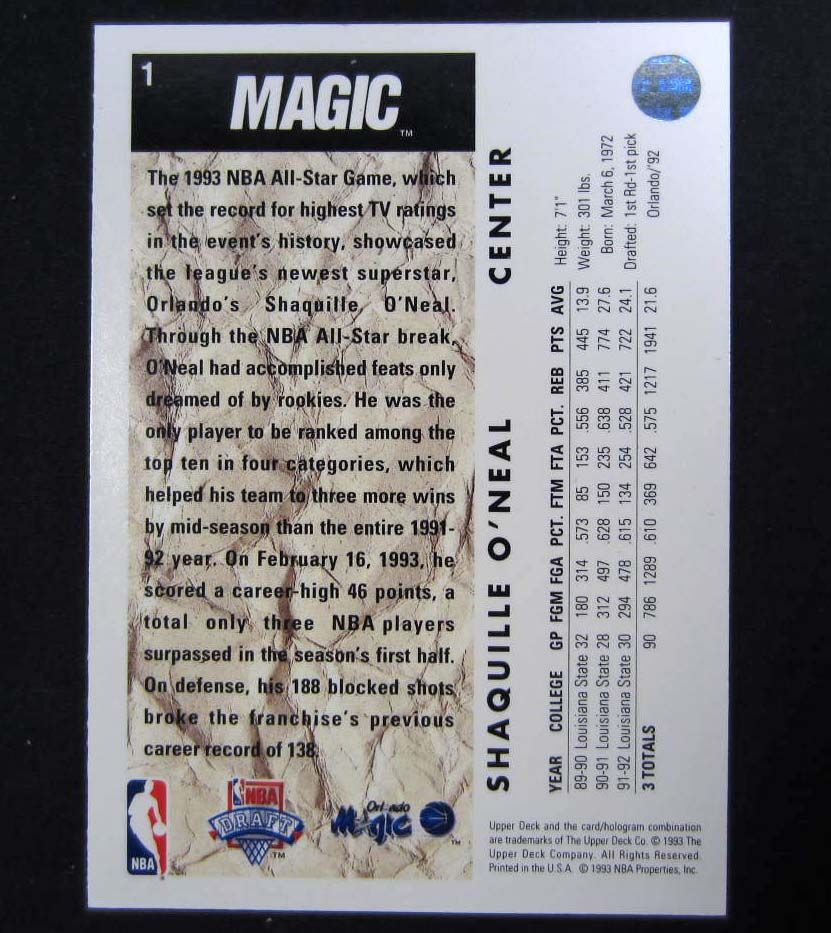 1
MAGIC
TM
The 1993 NBA All-Star Game, which
set the record for highest TV ratings
in the event's history, showcased
the league's newest superstar,
Orlando's Shaquille O'Neal.
Through the NBA All-Star break,
O'Neal had accomplished feats only
dreamed of by rookies. He was the
only player to be ranked among the
top ten in four categories, which
helped his team to three more wins
by mid-season than the entire 1991-
92 year. On February 16, 1993, he
scored a career-high 46 points, a
total only three NBA players
surpassed in the season's first half.
On defense, his 188 blocked shots
broke the franchise's previous
career record of 138.
NBA
NBA
DRAFT
TM
Orlando
Magic
TM
SHAQUILLE O'NEAL CENTER
Height: 7'1"
Weight: 301 lbs.
Born: March 6, 1972
Drafted: 1st Rd-1st pick
Orlando/'92
YEAR COLLEGE GP FGM FGA PCT. FTM FTA PCT. REB PTS AVG
89-90 Louisiana State 32 180 314 .573 85 153 .556 385 445 13.9
90-91 Louisiana State 28 312 497 .628 150 235 .638 411 774 27.6
91-92 Louisiana State 30 294 478 .615 134 254 .528 421 722 24.1
3 TOTALS 90 786 1289 .610 369 642 .575 1217 1941 21.6
Upper Deck and the card/hologram combination
are trademarks of The Upper Deck Co. © 1993 The
Upper Deck Company. All Rights Reserved.
Printed in the U.S.A. © 1993 NBA Properties, Inc.